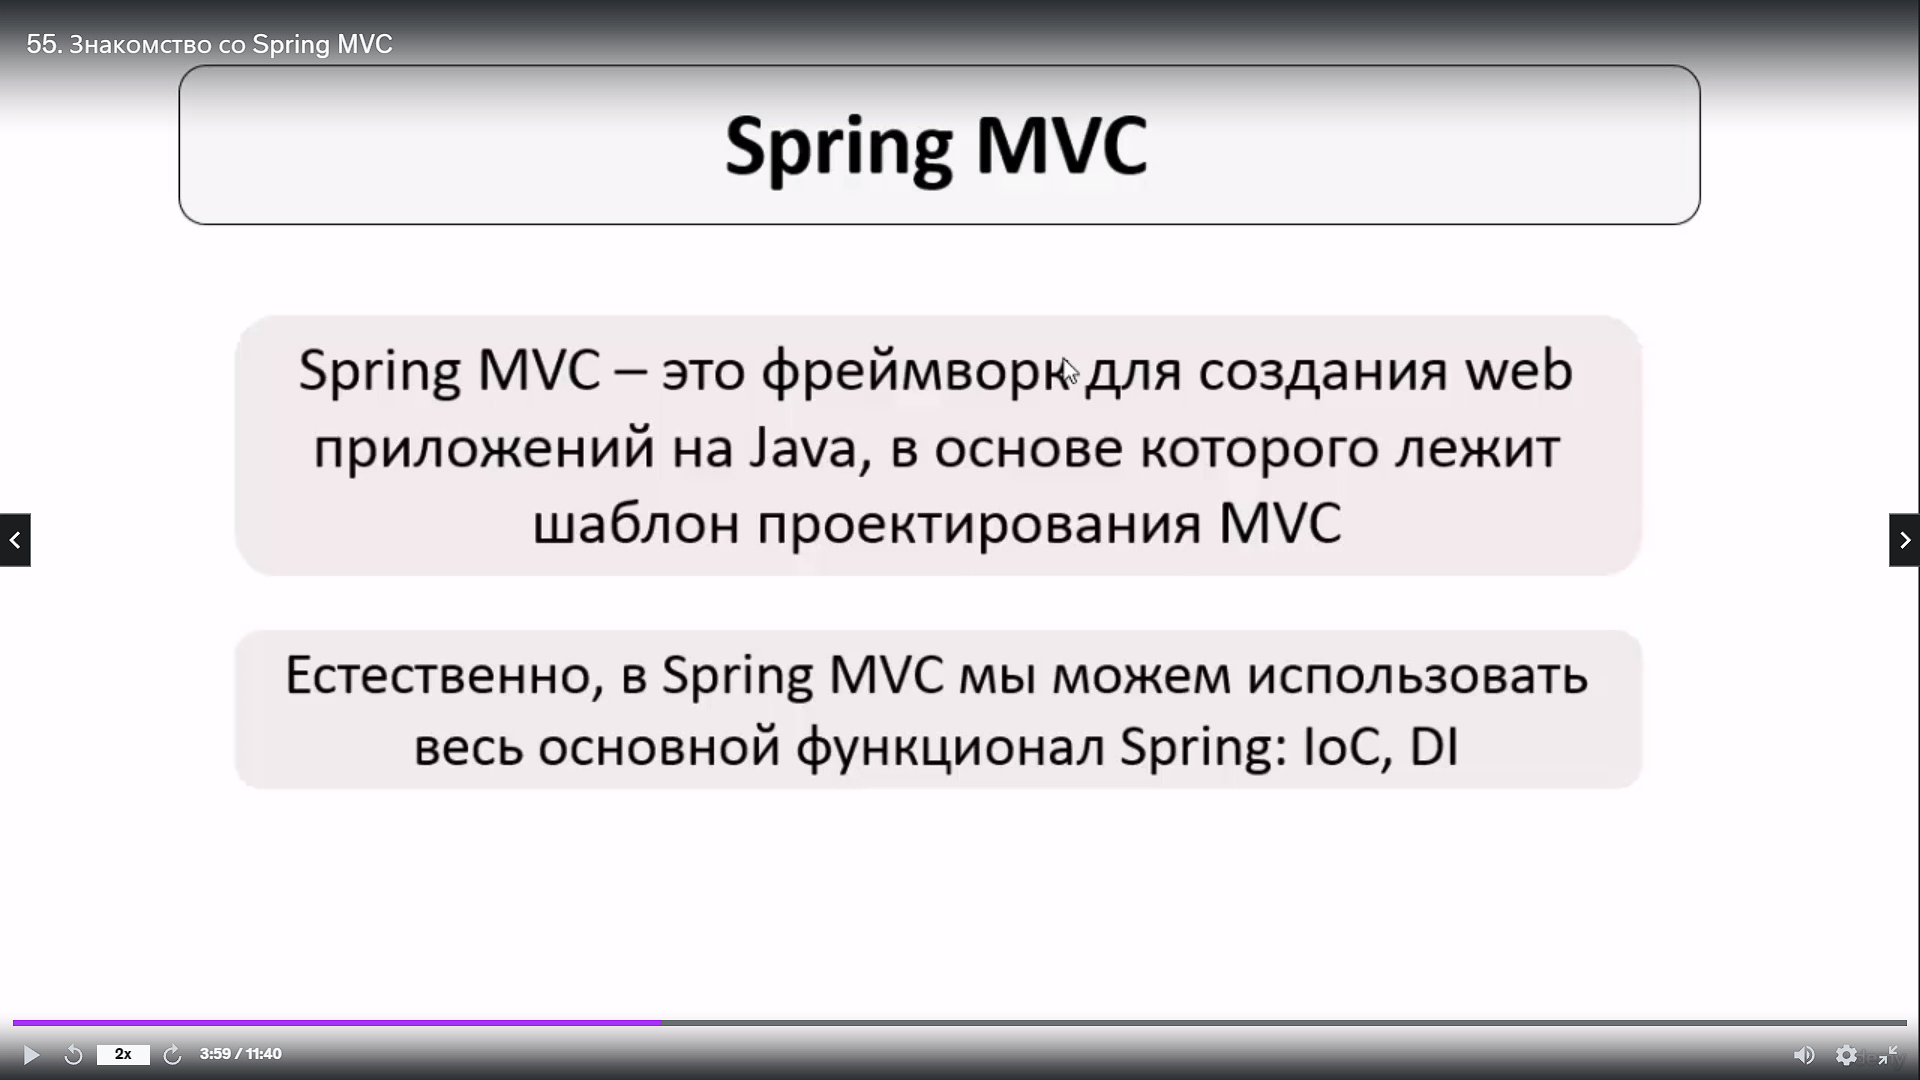 55. Знакомство со Spring MVC
Spring MVC
Spring MVC – это фреймворк для создания web
приложений на Java, в основе которого лежит
шаблон проектирования MVC
Естественно, в Spring MVC мы можем использовать
весь основной функционал Spring: IoC, DI
2x
3:59 / 11:40